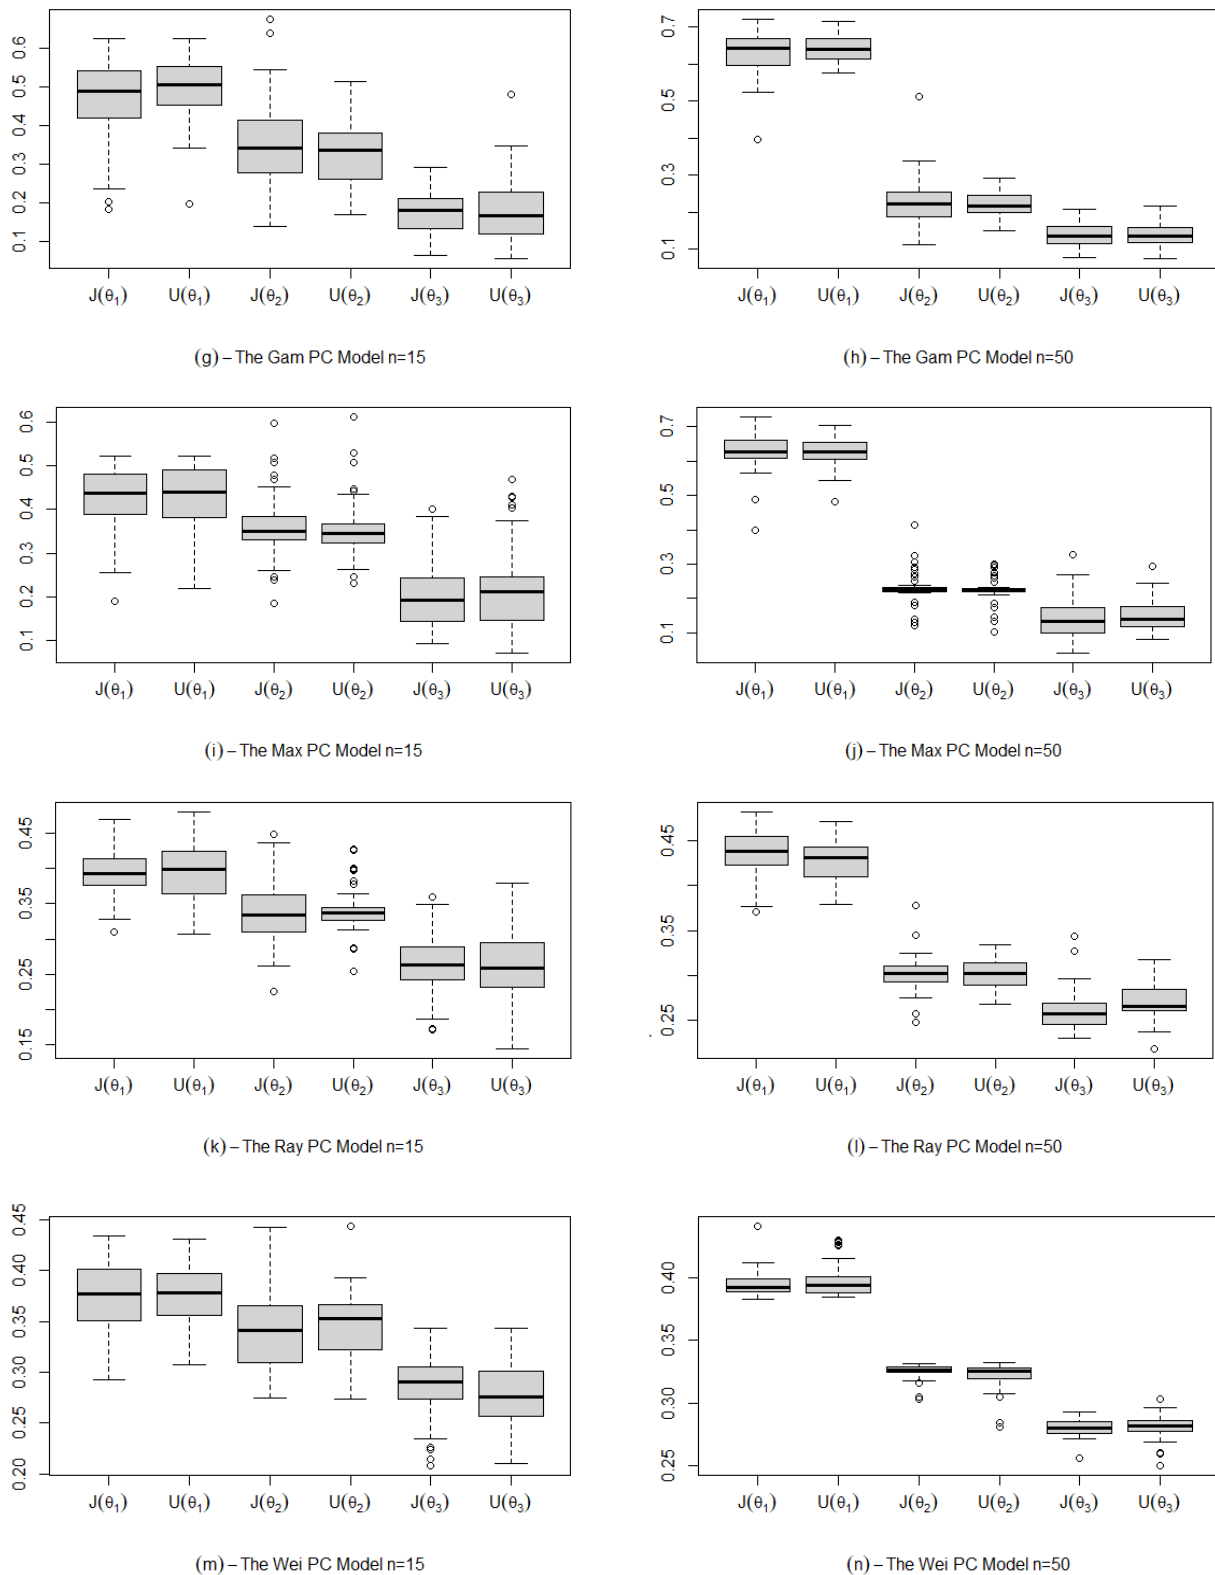 0.1 0.2 0.3 0.4 0.5 0.6
J(θ₁) U(θ₁) J(θ₂) U(θ₂) J(θ₃) U(θ₃)
(g) – The Gam PC Model n=15
0.1 0.3 0.5 0.7
J(θ₁) U(θ₁) J(θ₂) U(θ₂) J(θ₃) U(θ₃)
(h) – The Gam PC Model n=50
0.1 0.2 0.3 0.4 0.5 0.6
J(θ₁) U(θ₁) J(θ₂) U(θ₂) J(θ₃) U(θ₃)
(i) – The Max PC Model n=15
0.1 0.3 0.5 0.7
J(θ₁) U(θ₁) J(θ₂) U(θ₂) J(θ₃) U(θ₃)
(j) – The Max PC Model n=50
0.15 0.25 0.35 0.45
J(θ₁) U(θ₁) J(θ₂) U(θ₂) J(θ₃) U(θ₃)
(k) – The Ray PC Model n=15
0.25 0.35 0.45
J(θ₁) U(θ₁) J(θ₂) U(θ₂) J(θ₃) U(θ₃)
(l) – The Ray PC Model n=50
0.20 0.25 0.30 0.35 0.40 0.45
J(θ₁) U(θ₁) J(θ₂) U(θ₂) J(θ₃) U(θ₃)
(m) – The Wei PC Model n=15
0.25 0.30 0.35 0.40
J(θ₁) U(θ₁) J(θ₂) U(θ₂) J(θ₃) U(θ₃)
(n) – The Wei PC Model n=50